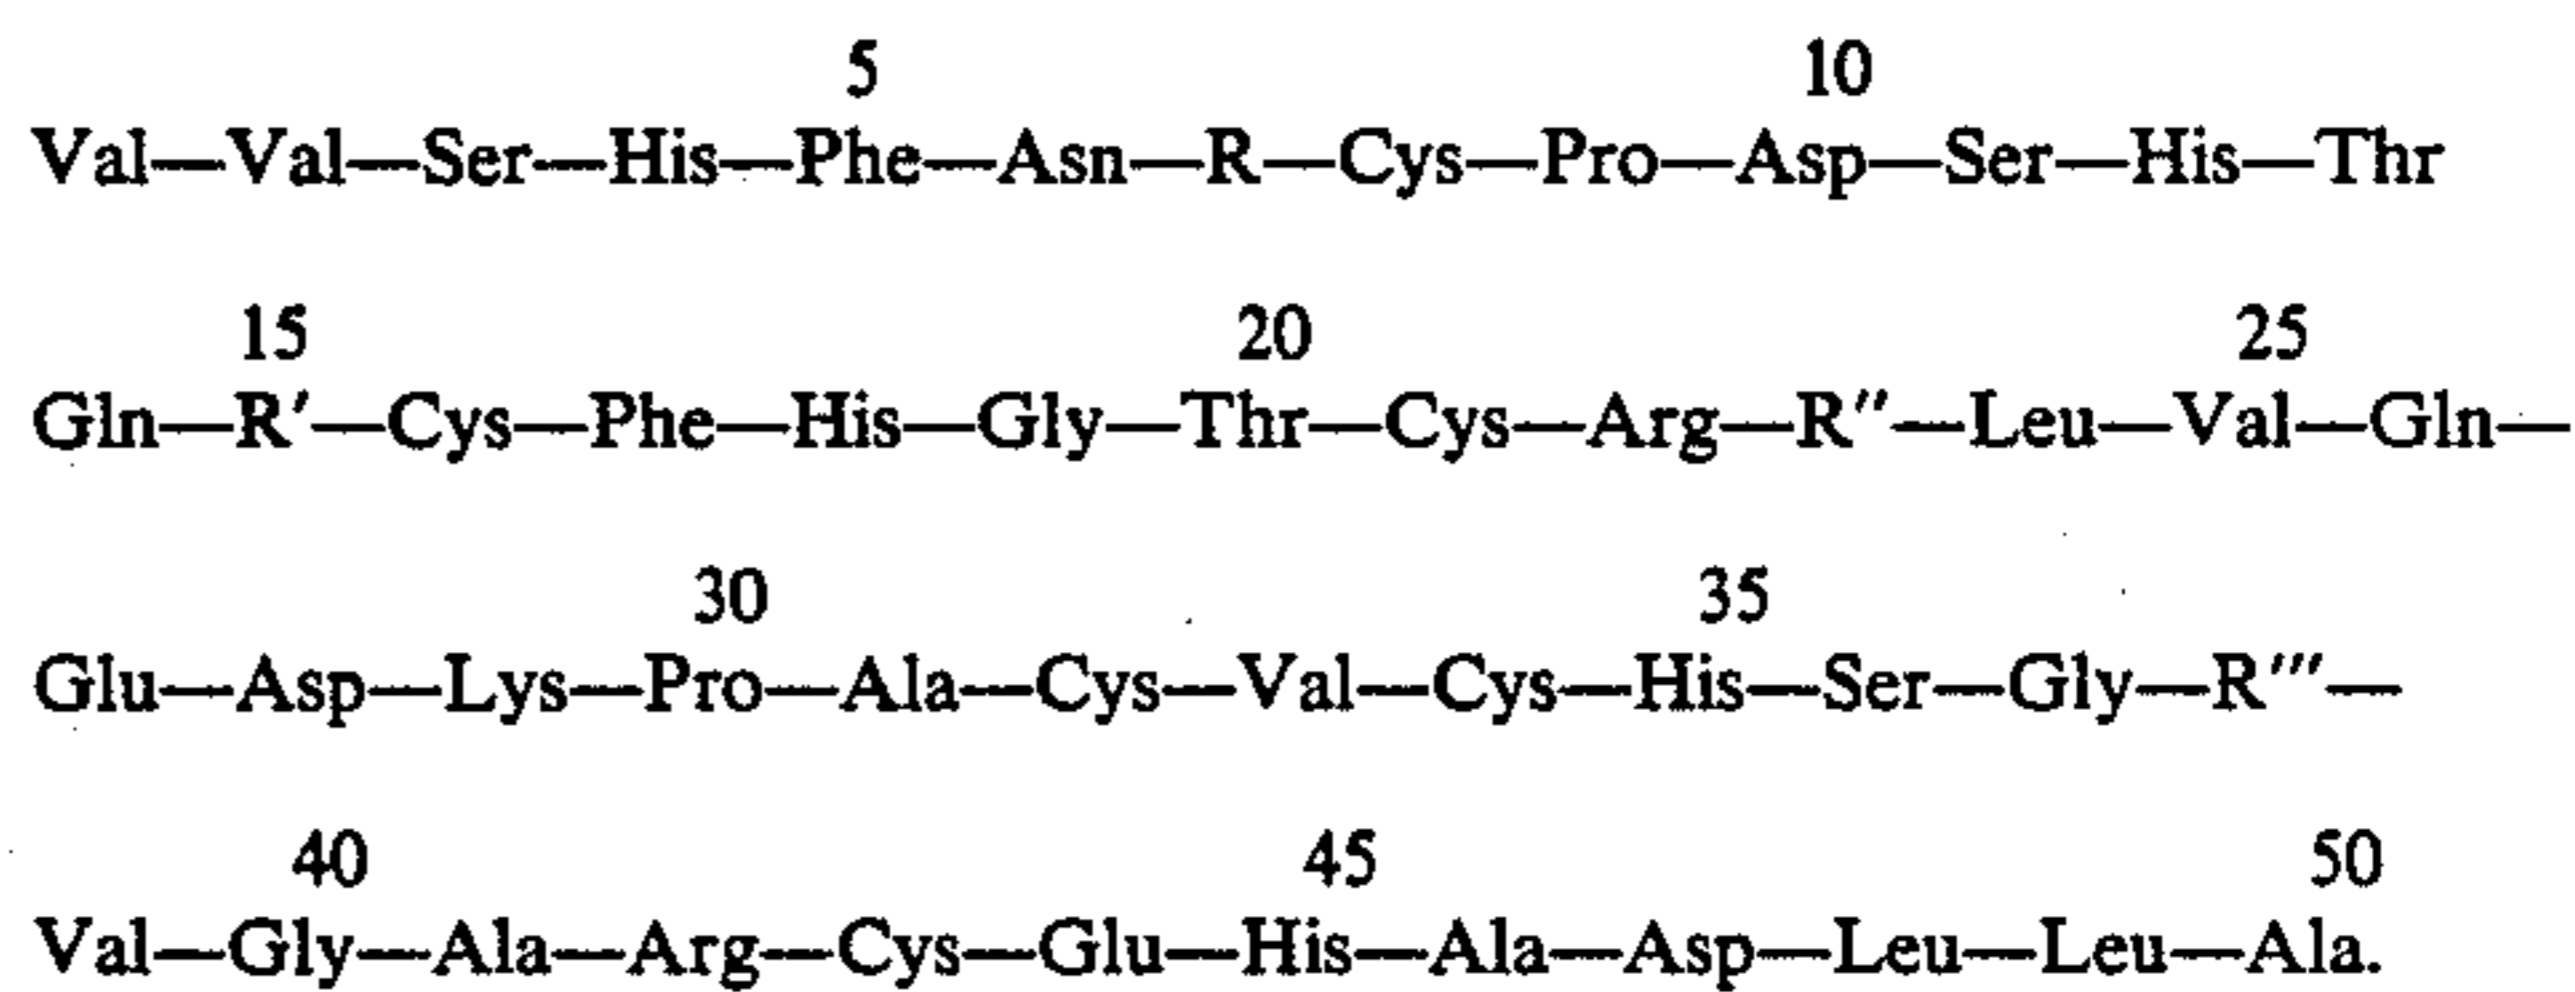 5 10
Val—Val—Ser—His—Phe—Asn—R—Cys—Pro—Asp—Ser—His—Thr
15 20 25
Gln—R'—Cys—Phe—His—Gly—Thr—Cys—Arg—R"—Leu—Val—Gln—
30 35
Glu—Asp—Lys—Pro—Ala—Cys—Val—Cys—His—Ser—Gly—R'"—
40 45 50
Val—Gly—Ala—Arg—Cys—Glu—His—Ala—Asp—Leu—Leu—Ala.